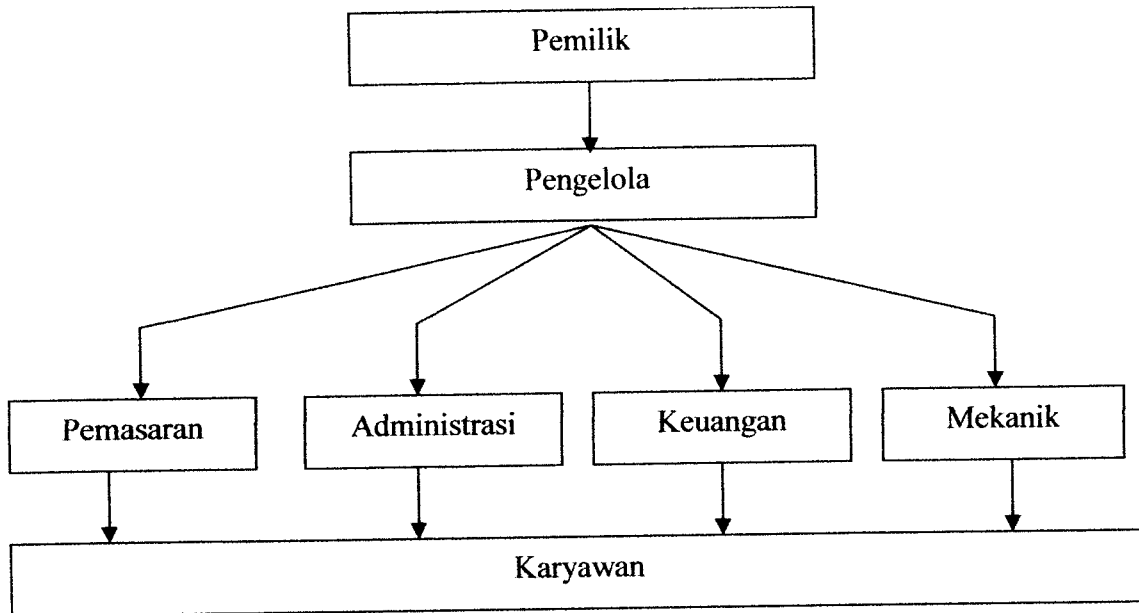 Pemilik
Pengelola
Pemasaran
Administrasi
Keuangan
Mekanik
Karyawan